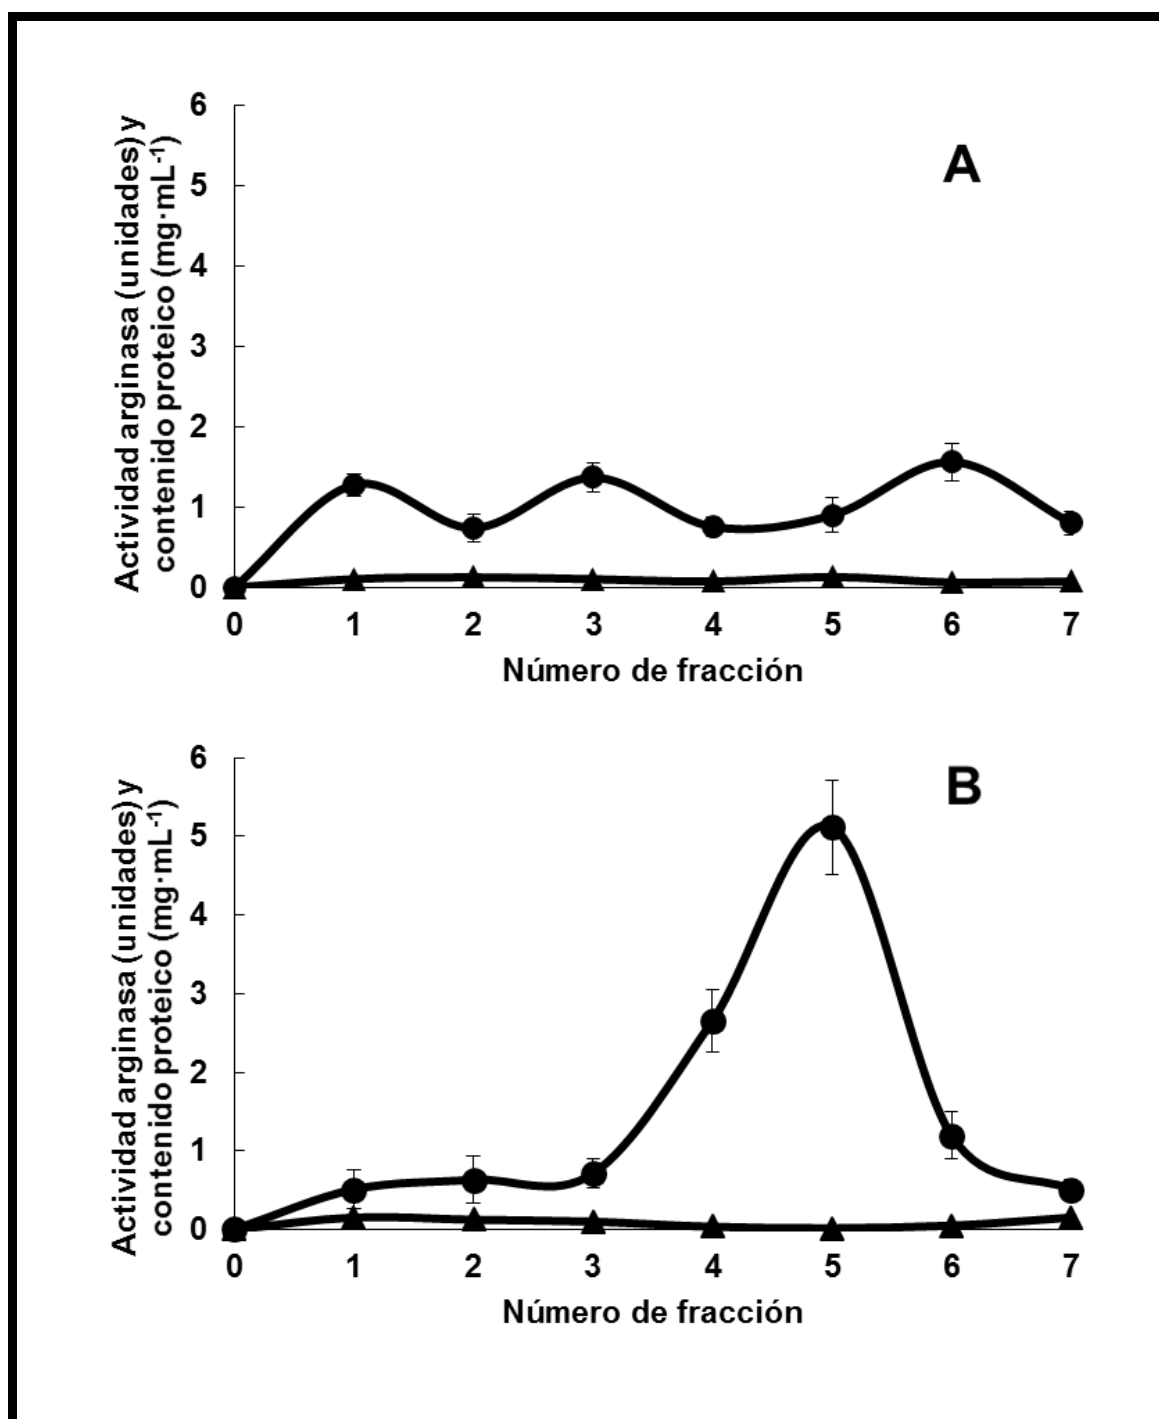 A
Actividad arginasa (unidades) y
contenido proteico (mg·mL-1)
6
5
4
3
2
1
0
0 1 2 3 4 5 6 7
Número de fracción
B
Actividad arginasa (unidades) y
contenido proteico (mg·mL-1)
6
5
4
3
2
1
0
0 1 2 3 4 5 6 7
Número de fracción